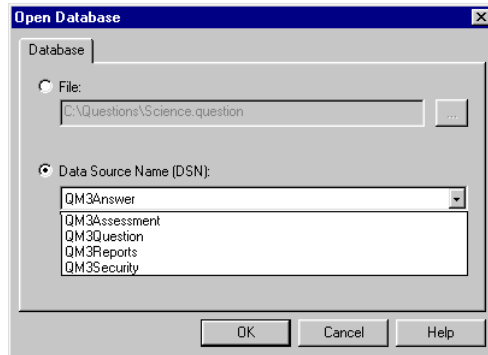 Open Database
Database
File:
C:\Questions\Science.question
...
Data Source Name (DSN):
QM3Answer
QM3Assessment
QM3Question
QM3Reports
QM3Security
OK Cancel Help